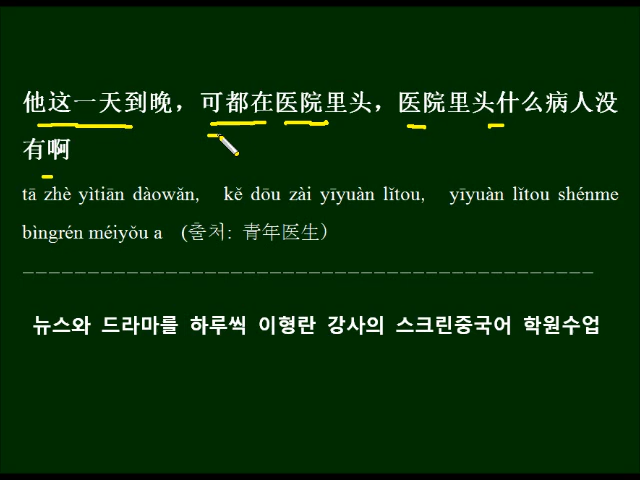 他这一天到晚，可都在医院里头，医院里头什么病人没
有啊
tā zhè yìtiān dàowǎn,   kě dōu zài yīyuàn lǐtou,   yīyuàn lǐtou shénme
bìngrén méiyǒu a   (출처: 青年医生)
뉴스와 드라마를 하루씩 이형란 강사의 스크린중국어 학원수업